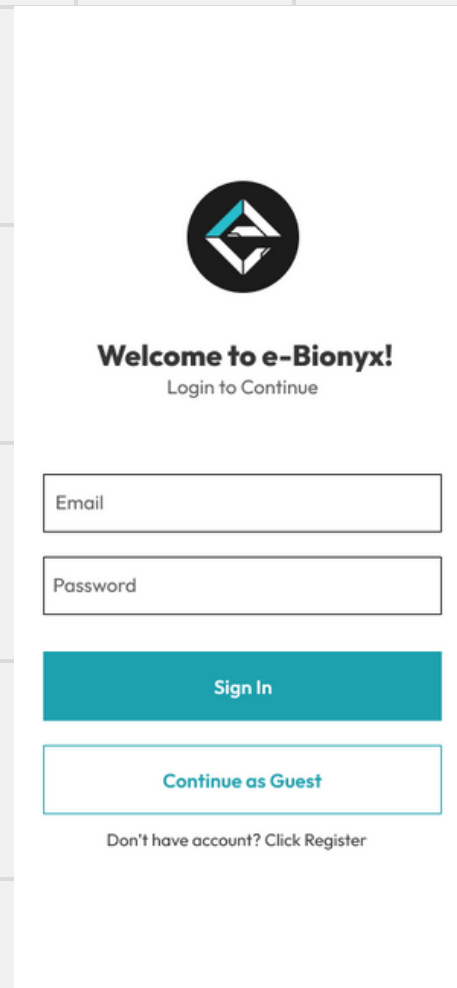 Welcome to e-Bionyx!
Login to Continue
Email
Password
Sign In
Continue as Guest
Don't have account? Click Register